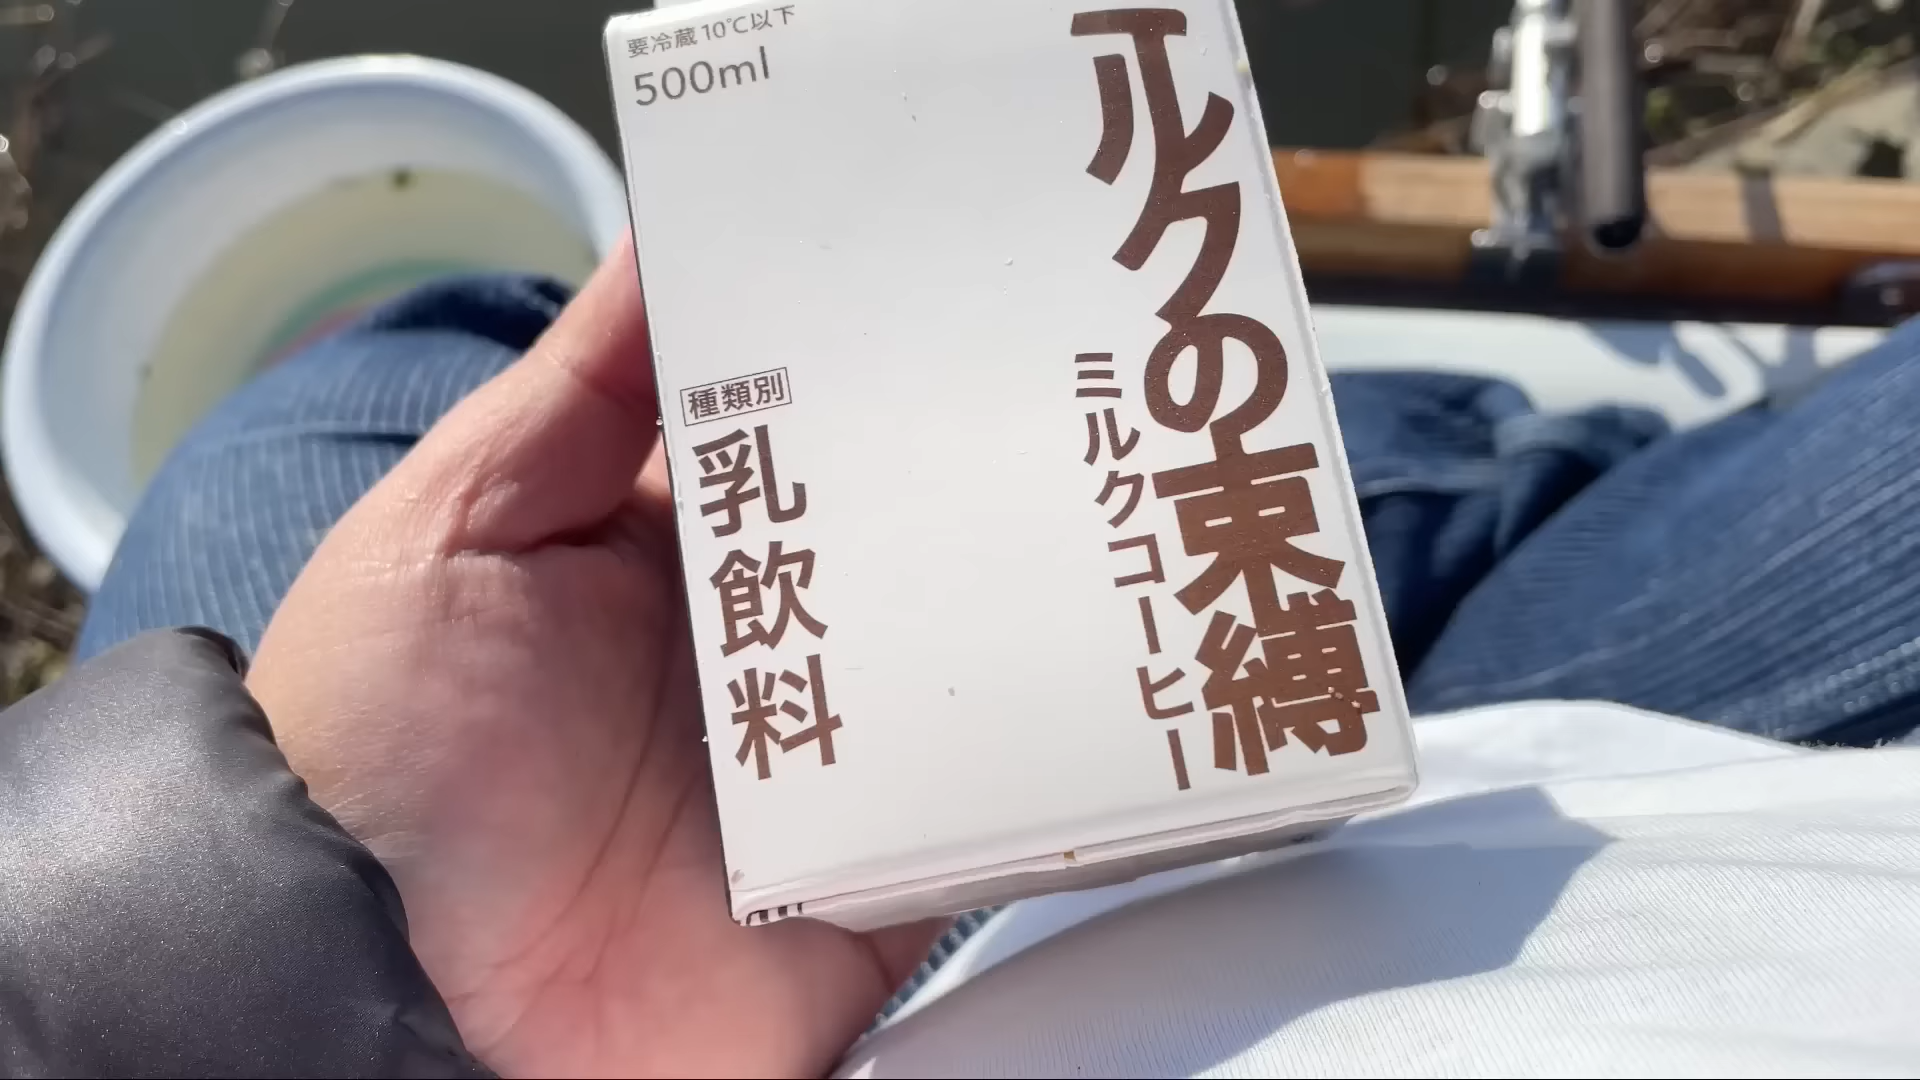 要冷蔵10℃以下
500ml
ルクの束縛
ミルクコーヒー
種類別
乳飲料